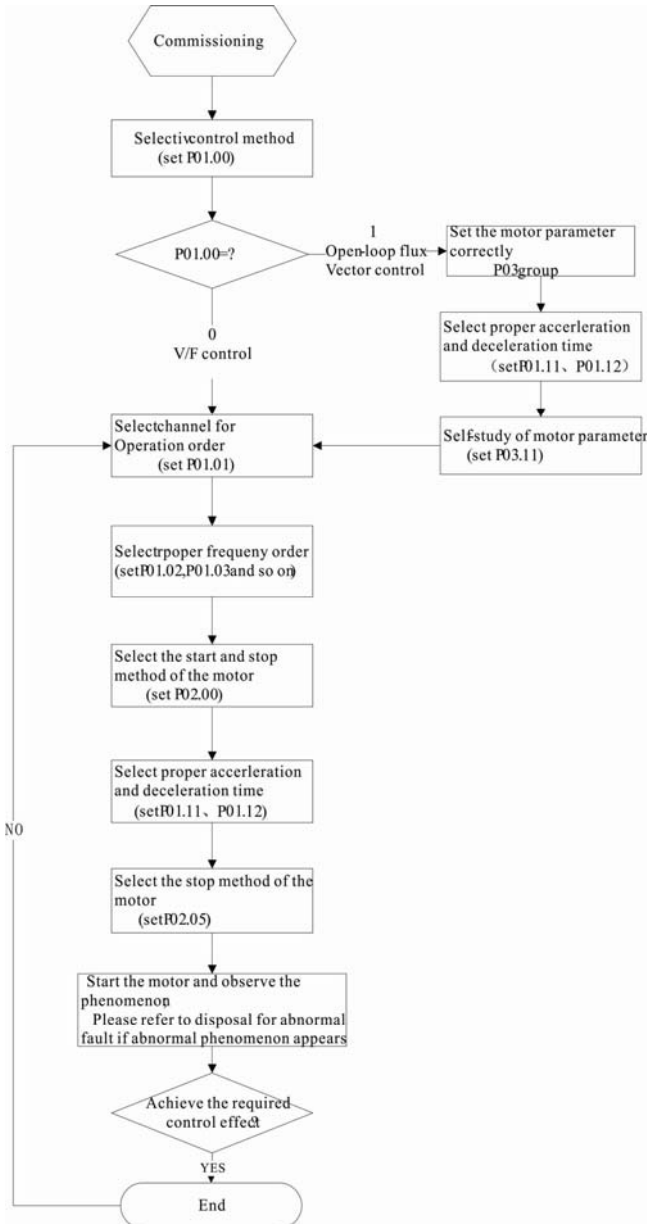 Commissioning
Selectivcontrol method
(set P01.00)
P01.00=?
1
Open-loop flux
Vector control
Set the motor parameter
correctly
P03group
Select proper accerleration
and deceleration time
(setP01.11、P01.12)
Self-study of motor parameter
(set P03.11)
0
V/F control
Select channel for
Operation order
(set P01.01)
Selectrpoper frequeny order
(setP01.02,P01.03and so on)
Select the start and stop
method of the motor
(set P02.00)
Select proper accerleration
and deceleration time
(setP01.11、P01.12)
NO
Select the stop method of the
motor
(setP02.05)
Start the motor and observe the
phenomenon,
Please refer to disposal for abnormal
fault if abnormal phenomenon appears
Achieve the required
control effect?
YES
End